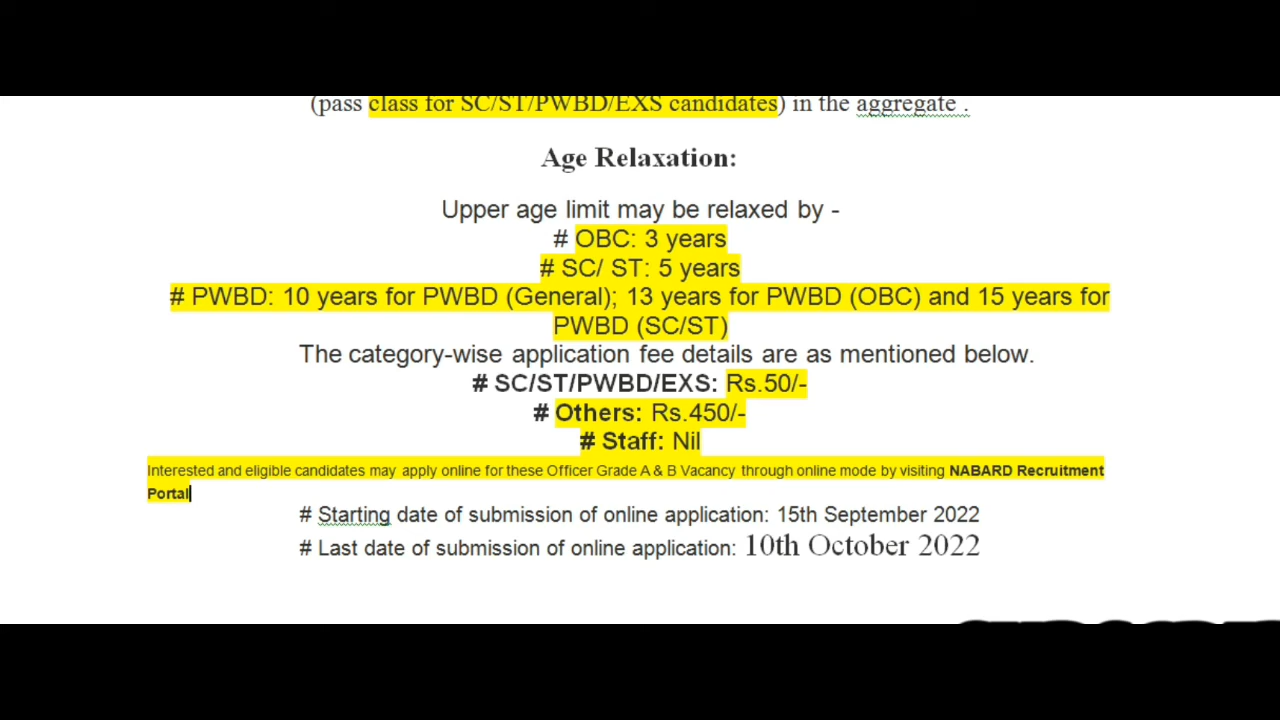 (pass class for SC/ST/PWBD/EXS candidates) in the aggregate .
Age Relaxation:
Upper age limit may be relaxed by -
# OBC: 3 years
# SC/ ST: 5 years
# PWBD: 10 years for PWBD (General); 13 years for PWBD (OBC) and 15 years for
PWBD (SC/ST)
The category-wise application fee details are as mentioned below.
# SC/ST/PWBD/EXS: Rs.50/-
# Others: Rs.450/-
# Staff: Nil
Interested and eligible candidates may apply online for these Officer Grade A & B Vacancy through online mode by visiting NABARD Recruitment
Portal
# Starting date of submission of online application: 15th September 2022
# Last date of submission of online application: 10th October 2022